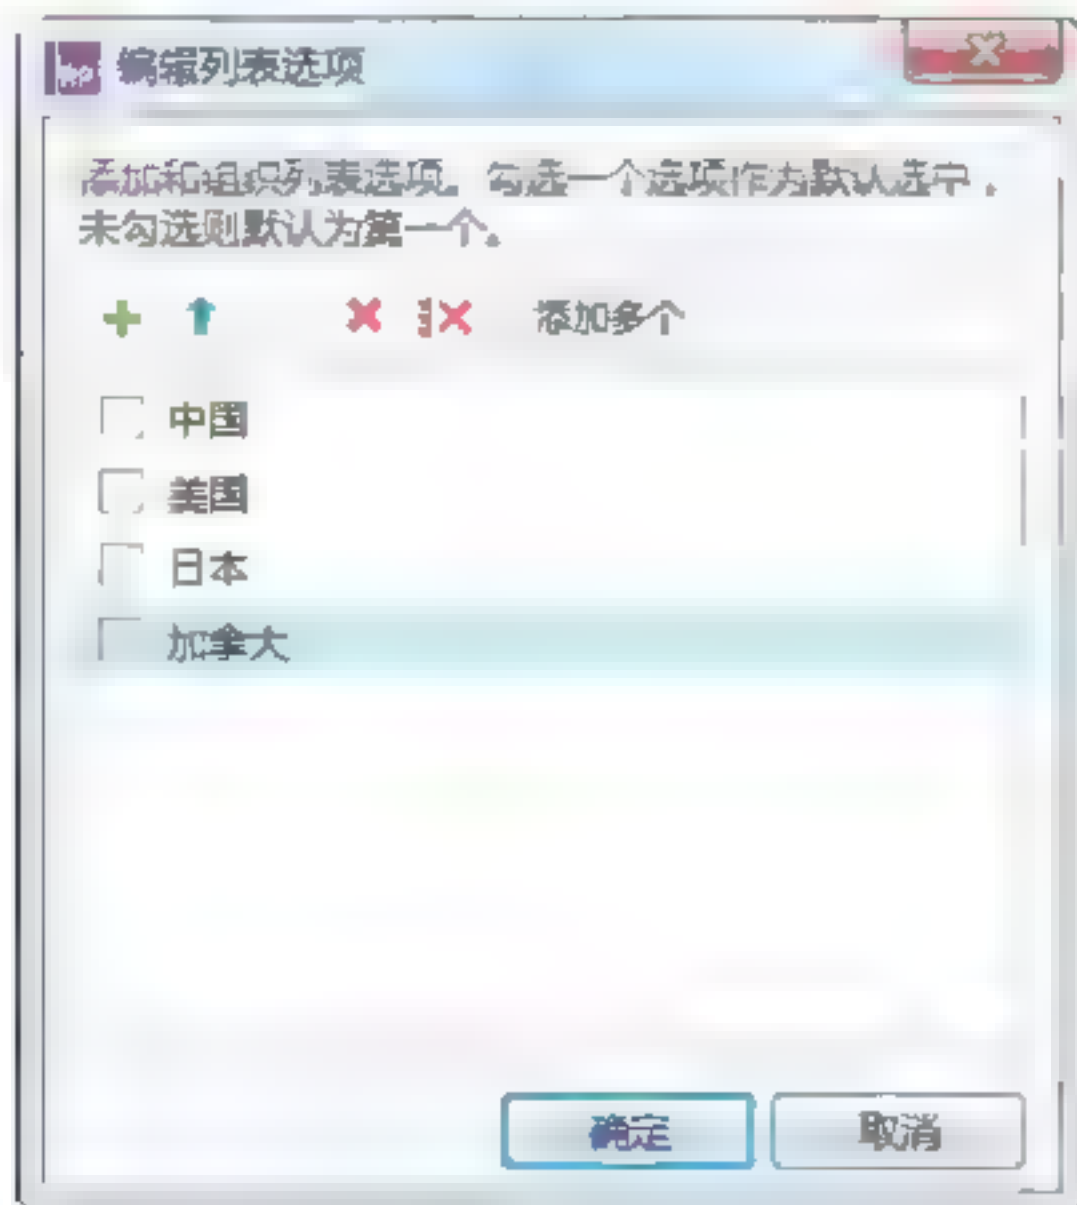 编辑列表选项
添加和组织列表选项。勾选一个选项作为默认选中，
未勾选则默认为第一个。
添加多个
中国
美国
日本
加拿大
确定
取消